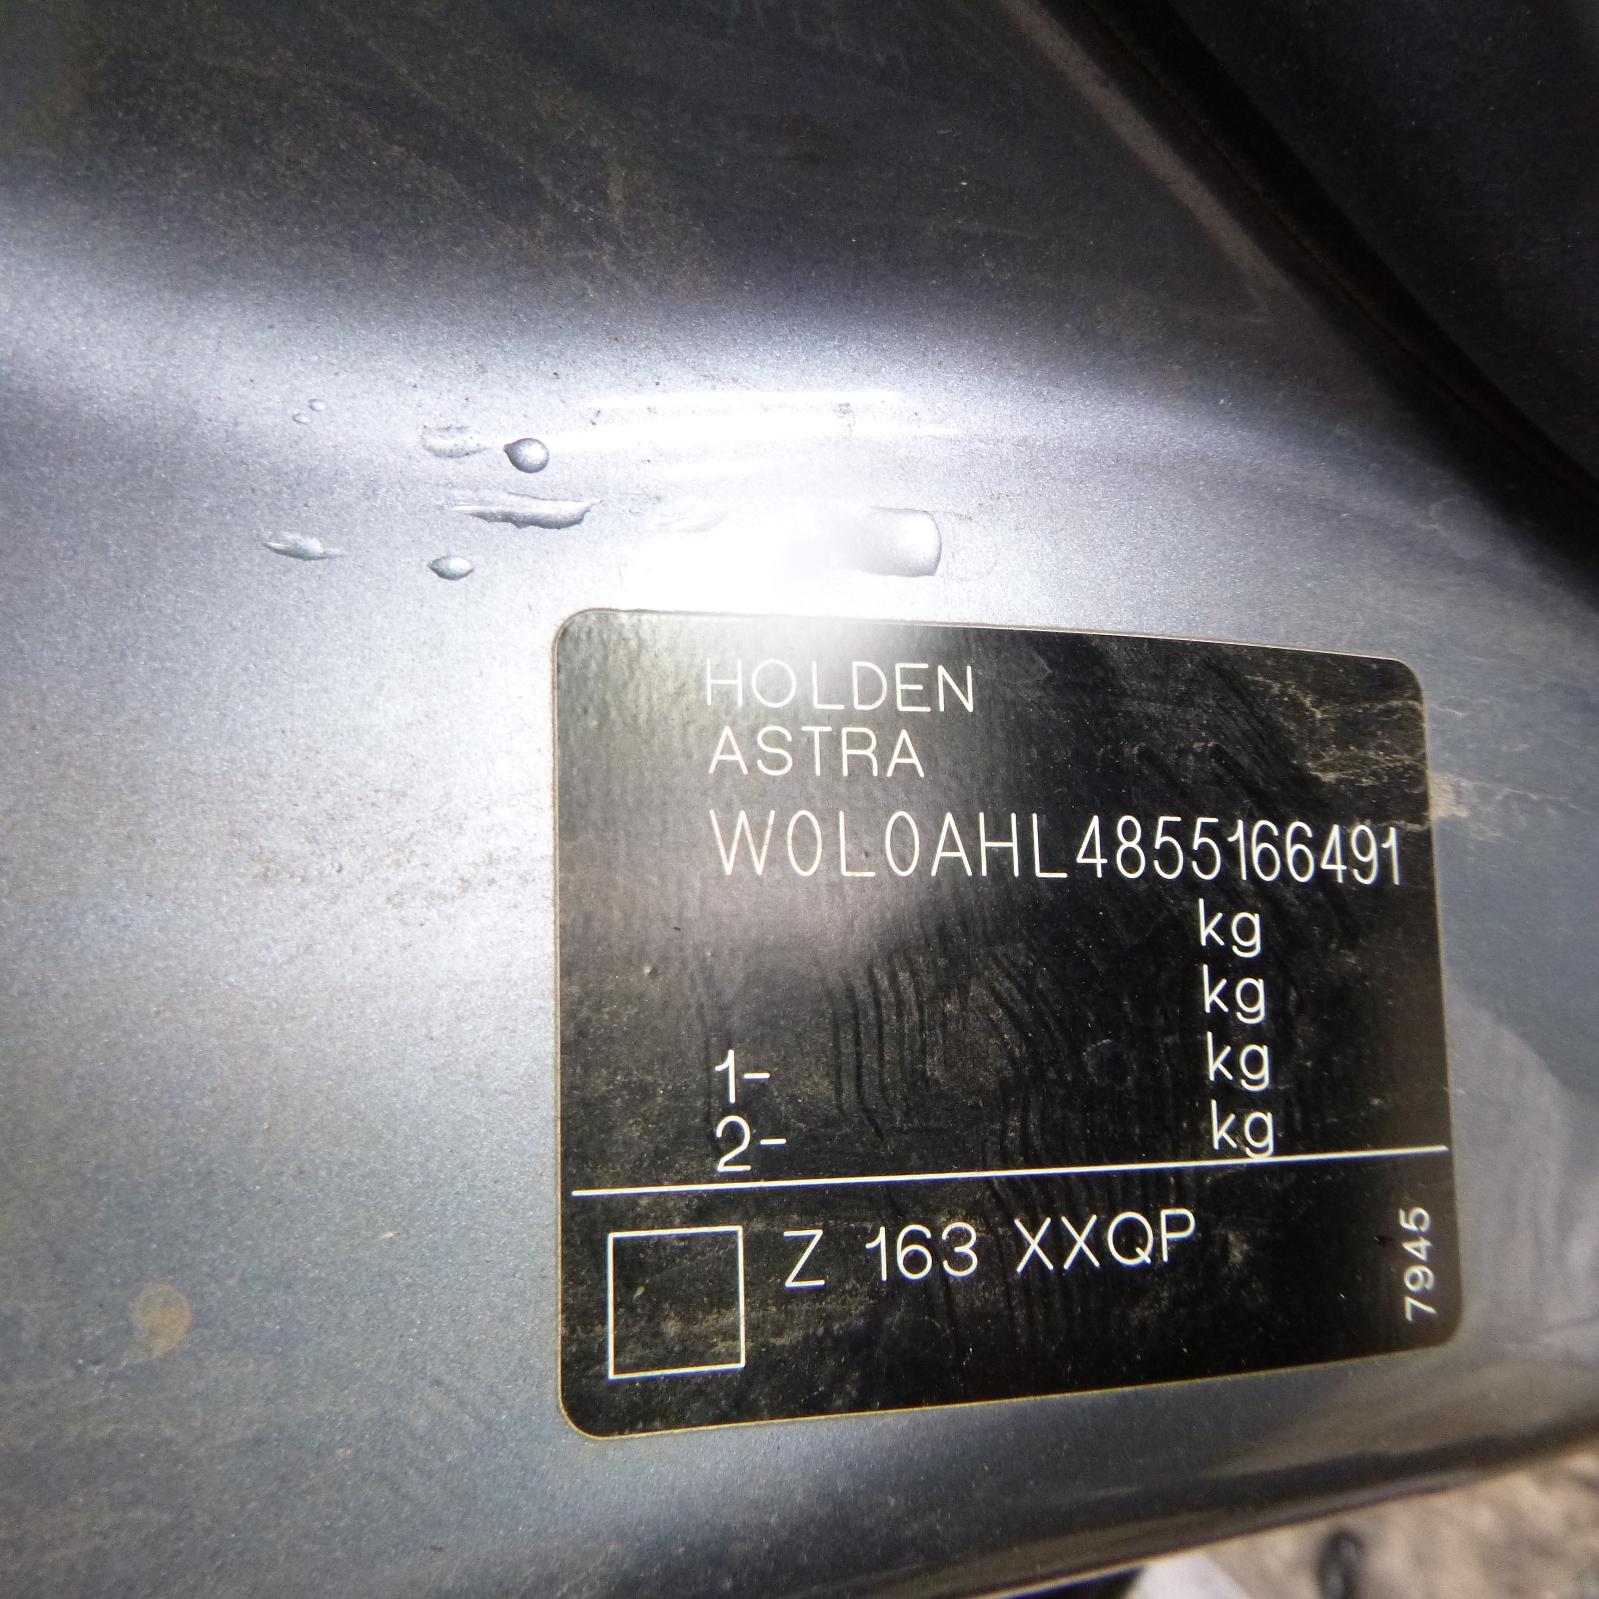 HOLDEN
ASTRA
W0L0AHL4855166491
kg
kg
1- kg
2- kg
Z 163 XXQP
7945